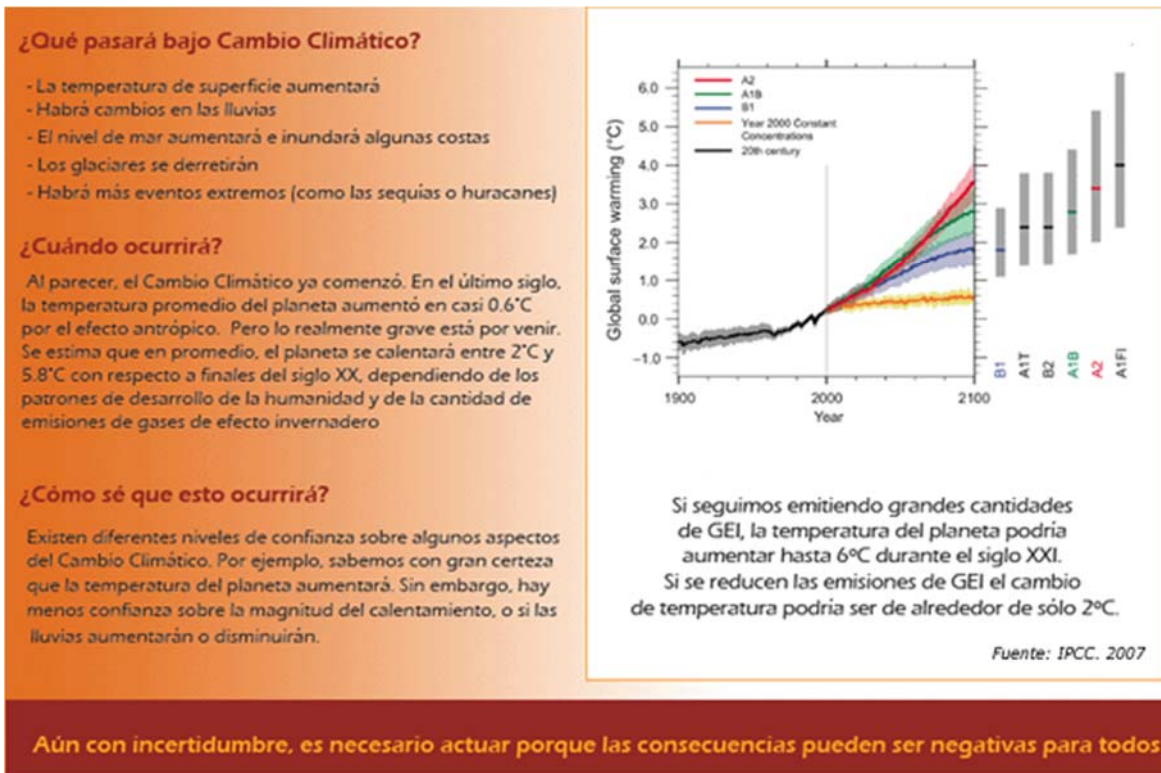 ¿Qué pasará bajo Cambio Climático?
- La temperatura de superficie aumentará
- Habrá cambios en las lluvias
- El nivel de mar aumentará e inundará algunas costas
- Los glaciares se derretirán
- Habrá más eventos extremos (como las sequías o huracanes)
¿Cuándo ocurrirá?
Al parecer, el Cambio Climático ya comenzó. En el último siglo,
la temperatura promedio del planeta aumentó en casi 0.6°C
por el efecto antrópico. Pero lo realmente grave está por venir.
Se estima que en promedio, el planeta se calentará entre 2°C y
5.8°C con respecto a finales del siglo XX, dependiendo de los
patrones de desarrollo de la humanidad y de la cantidad de
emisiones de gases de efecto invernadero
¿Cómo sé que esto ocurrirá?
Existen diferentes niveles de confianza sobre algunos aspectos
del Cambio Climático. Por ejemplo, sabemos con gran certeza
que la temperatura del planeta aumentará. Sin embargo, hay
menos confianza sobre la magnitud del calentamiento, o si las
lluvias aumentarán o disminuirán.
Global surface warming (°C)
6.0
5.0
4.0
3.0
2.0
1.0
0.0
-1.0
A2
A1B
B1
Year 2000 Constant
Concentrations
20th century
1900
2000
2100
Year
B1
A1T
B2
A1B
A2
A1FI
Si seguimos emitiendo grandes cantidades
de GEI, la temperatura del planeta podría
aumentar hasta 6ºC durante el siglo XXI.
Si se reducen las emisiones de GEI el cambio
de temperatura podría ser de alrededor de sólo 2ºC.
Fuente: IPCC. 2007
Aún con incertidumbre, es necesario actuar porque las consecuencias pueden ser negativas para todos